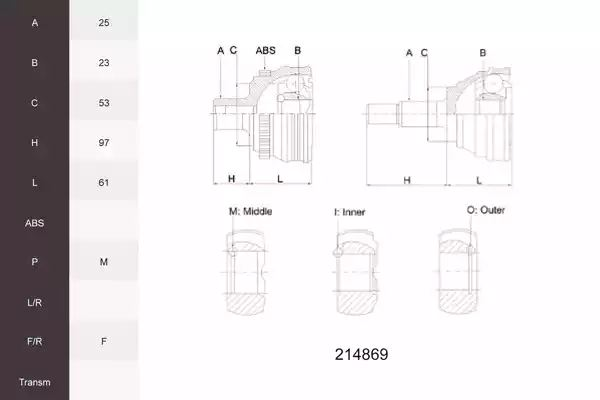 A 25
B 23
C 53
H 97
L 61
ABS
P M
L/R
F/R F
Transm
A C ABS B
A C B
H L
H L
M: Middle
I: Inner
O: Outer
214869